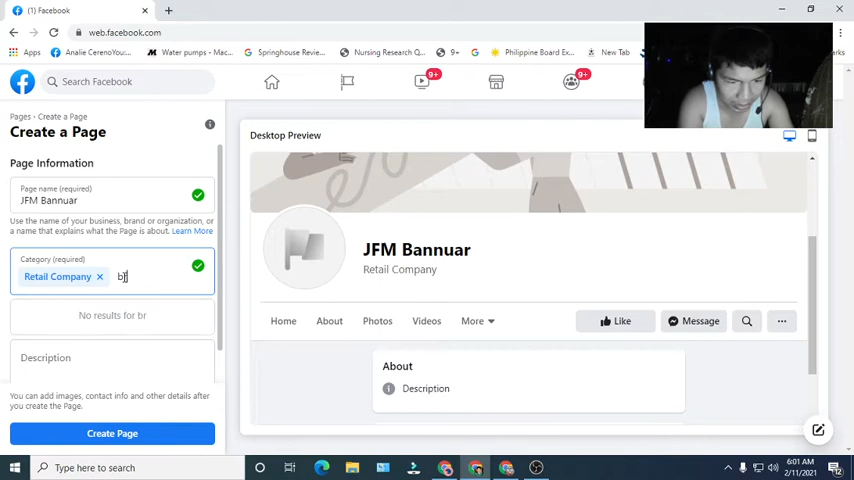 (1) Facebook
web.facebook.com
Apps
Analie CerenoYou...
Water pumps - Mac...
Springhouse Revie...
Nursing Research Q...
9+
Philippine Board Ex...
New Tab
Search Facebook
9+
9+
Pages › Create a Page
Create a Page
Page Information
Page name (required)
JFM Bannuar
Use the name of your business, brand or organization, or
a name that explains what the Page is about. Learn More
Category (required)
Retail Company
br
No results for br
Description
You can add images, contact info and other details after
you create the Page.
Create Page
Desktop Preview
JFM Bannuar
Retail Company
Home
About
Photos
Videos
More
Like
Message
About
Description
Type here to search
6:01 AM
2/11/2021